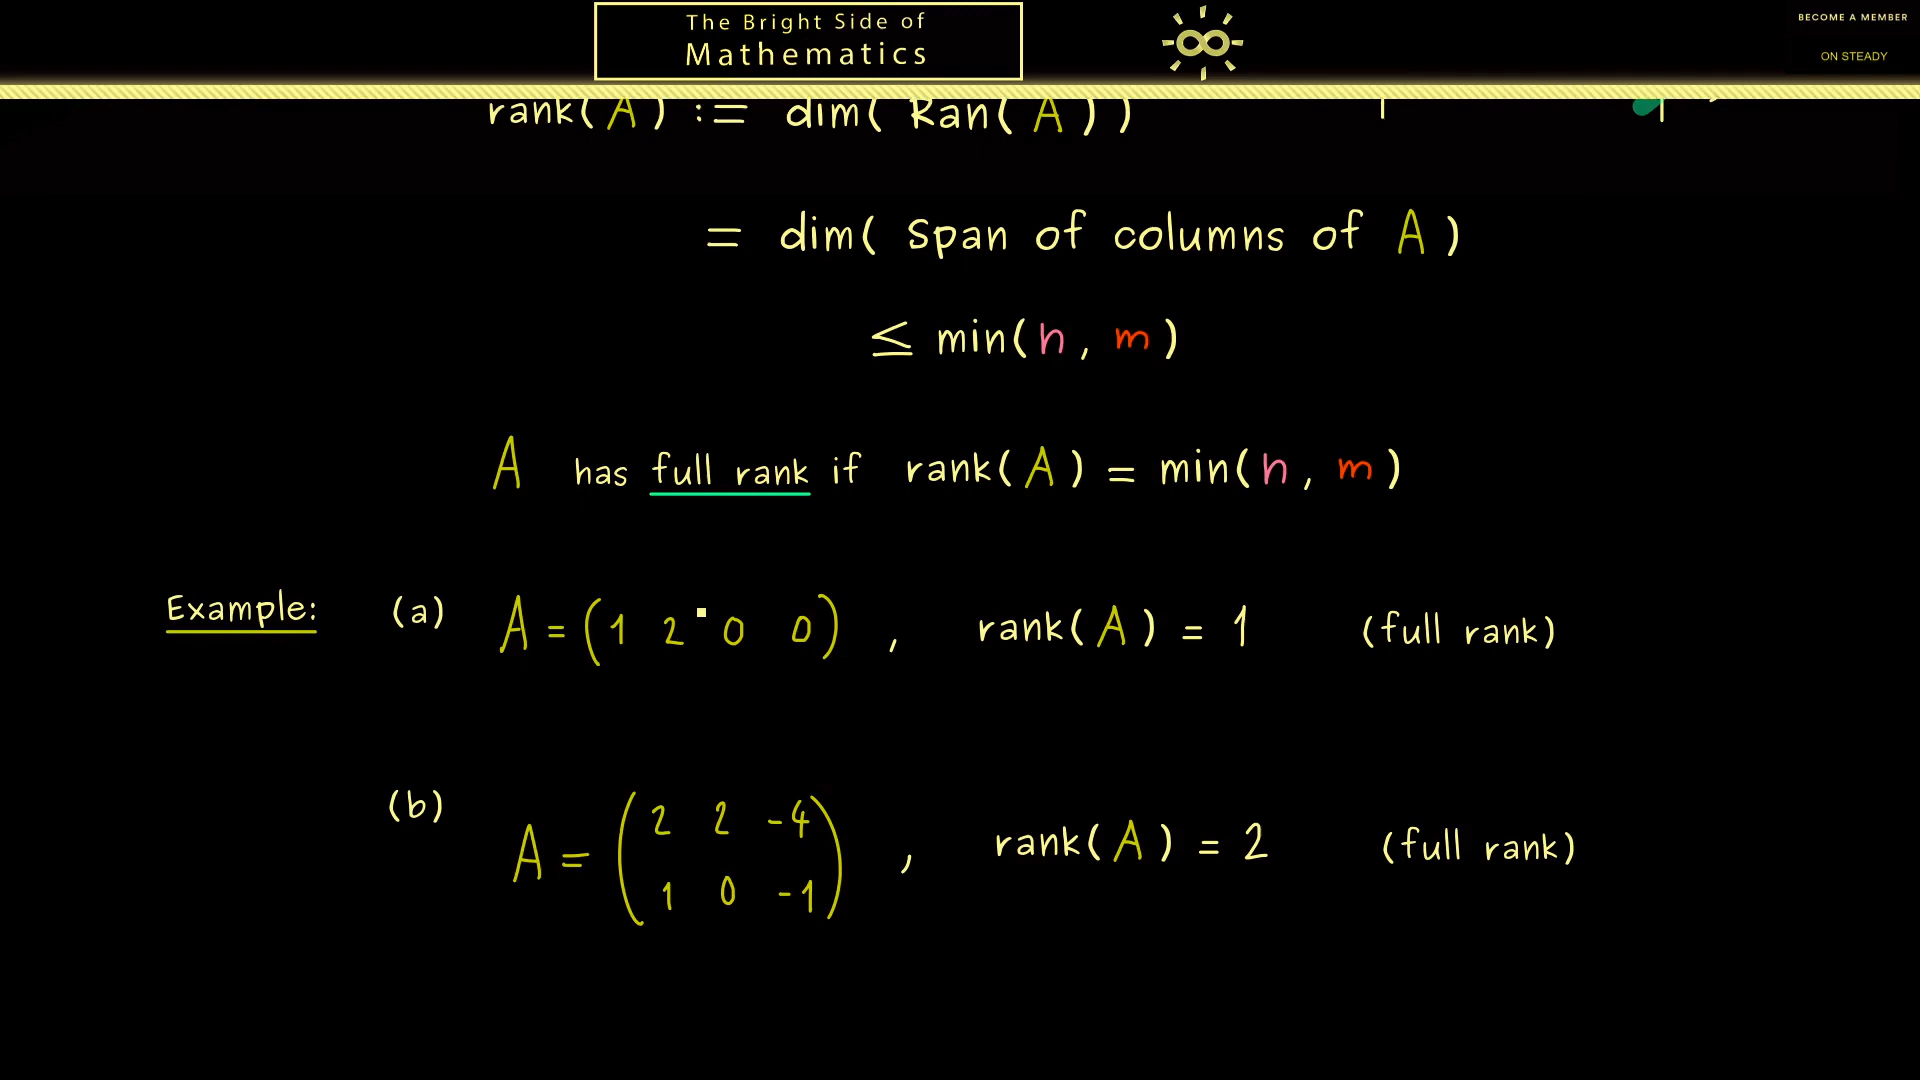 The Bright Side of
Mathematics
BECOME A MEMBER
ON STEADY
rank(A) := dim( Ran(A))
= dim( Span of columns of A )
≤ min(n, m)
A has full rank if rank(A) = min(n, m)
Example: (a) A = (1 2 0 0) , rank(A) = 1 (full rank)
(b) A = (2 2 -4
1 0 -1) , rank(A) = 2 (full rank)